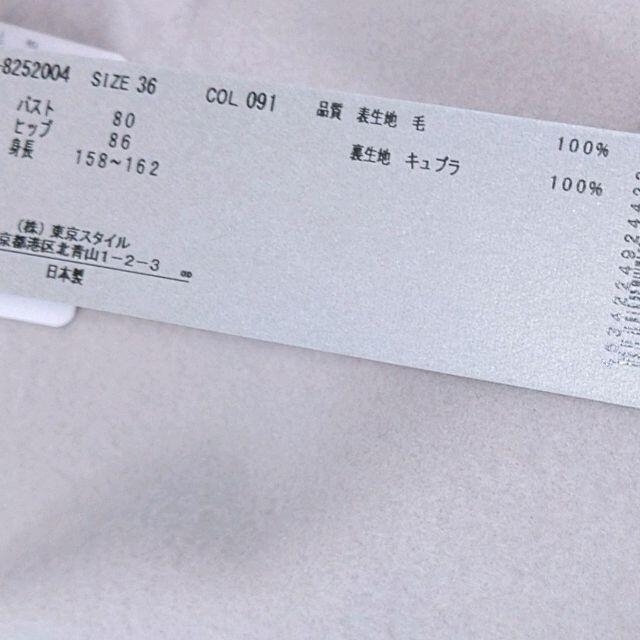 8252004 SIZE 36 COL 091 品質 表生地 毛 100%
バスト 80 裏生地 キュプラ 100%
ヒップ 86
身長 158~162
(株)東京スタイル
京都港区北青山1-2-3
日本製